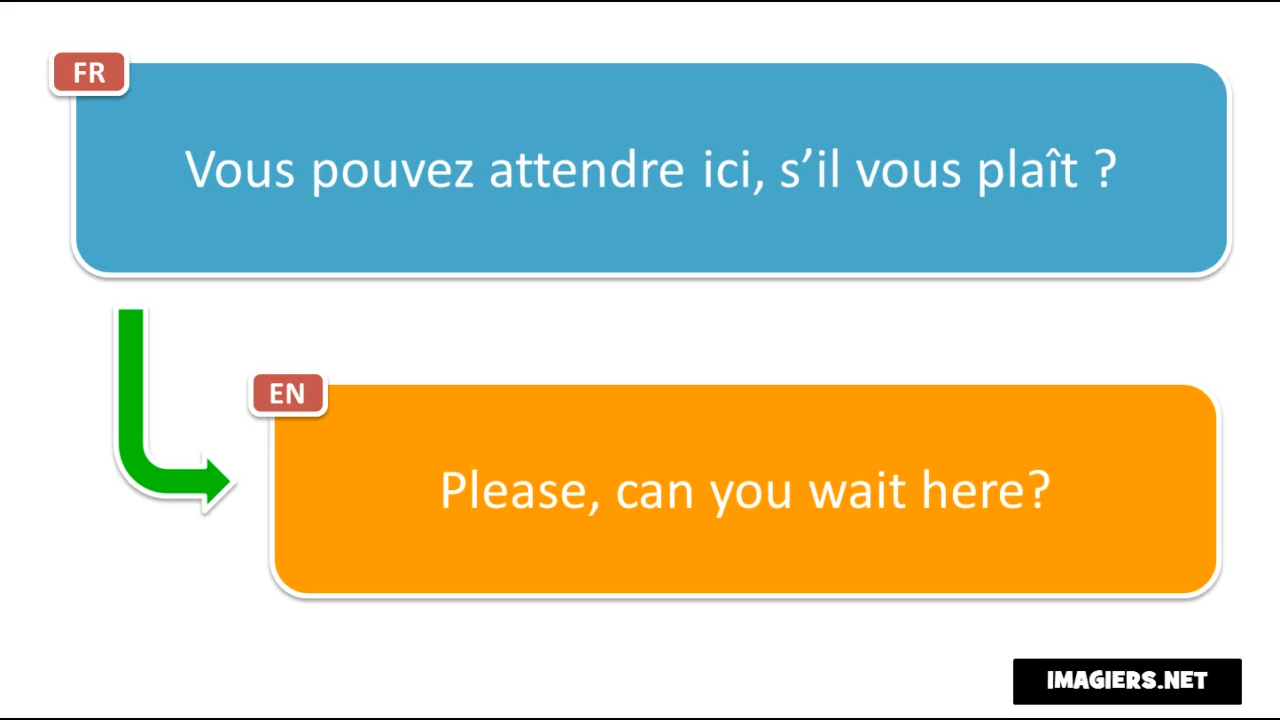 FR
Vous pouvez attendre ici, s’il vous plaît ?
EN
Please, can you wait here?
IMAGIERS.NET